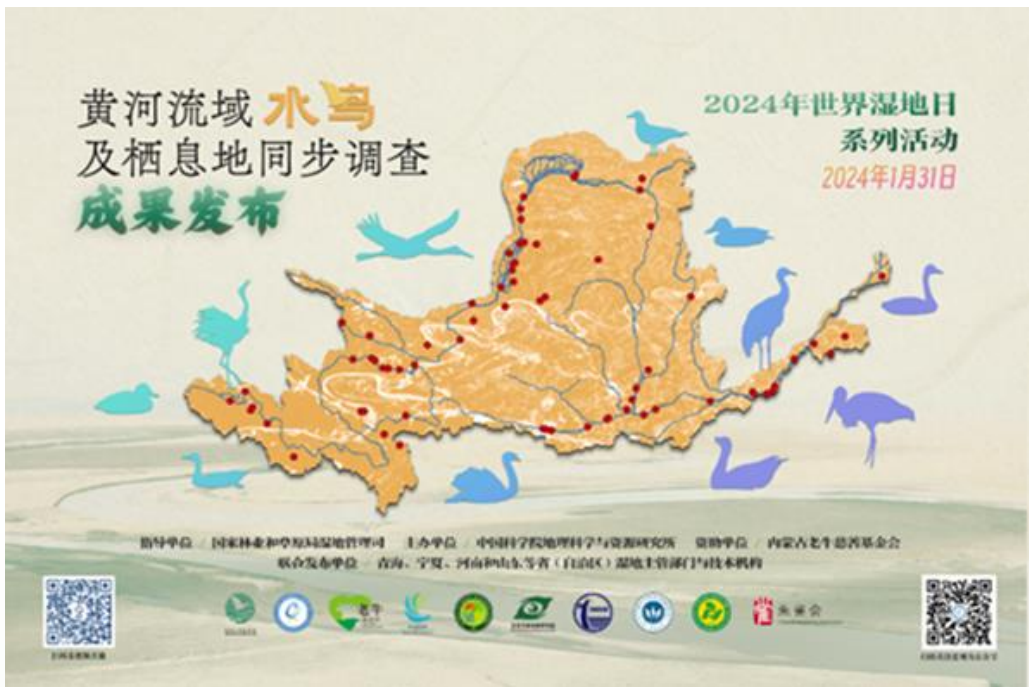 黄河流域水鸟
及栖息地同步调查
成果发布
2024年世界湿地日
系列活动
2024年1月31日
指导单位 / 国家林业和草原局湿地管理司 主办单位 / 中国科学院地理科学与资源研究所 资助单位 / 内蒙古老牛慈善基金会
联合发布单位 / 青海、宁夏、河南和山东等省（自治区）湿地主管部门与技术机构
朱雀会